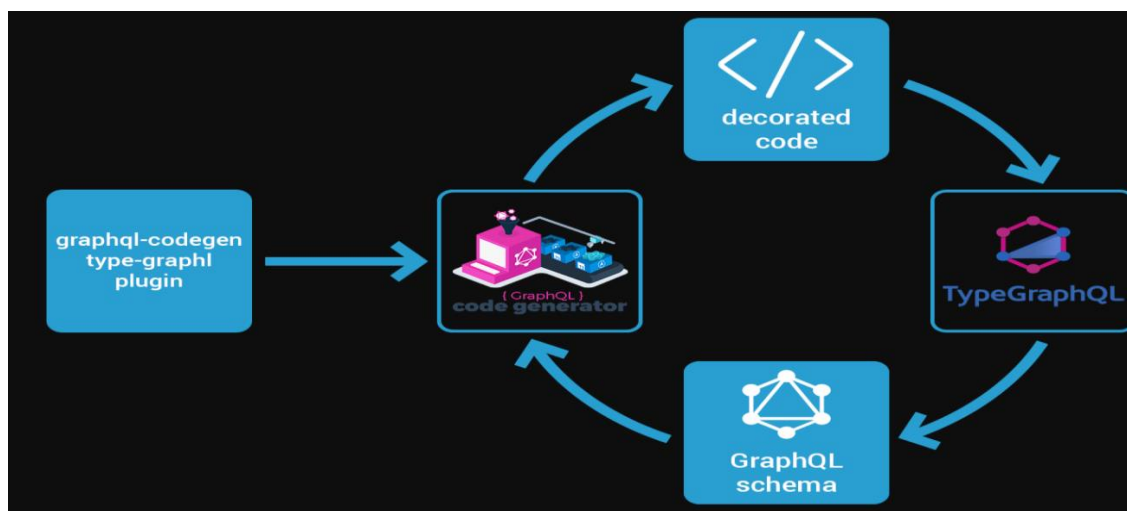 </>
decorated
code
graphql-codegen
type-graphl
plugin
{ GraphQL }
code generator
TypeGraphQL
GraphQL
schema